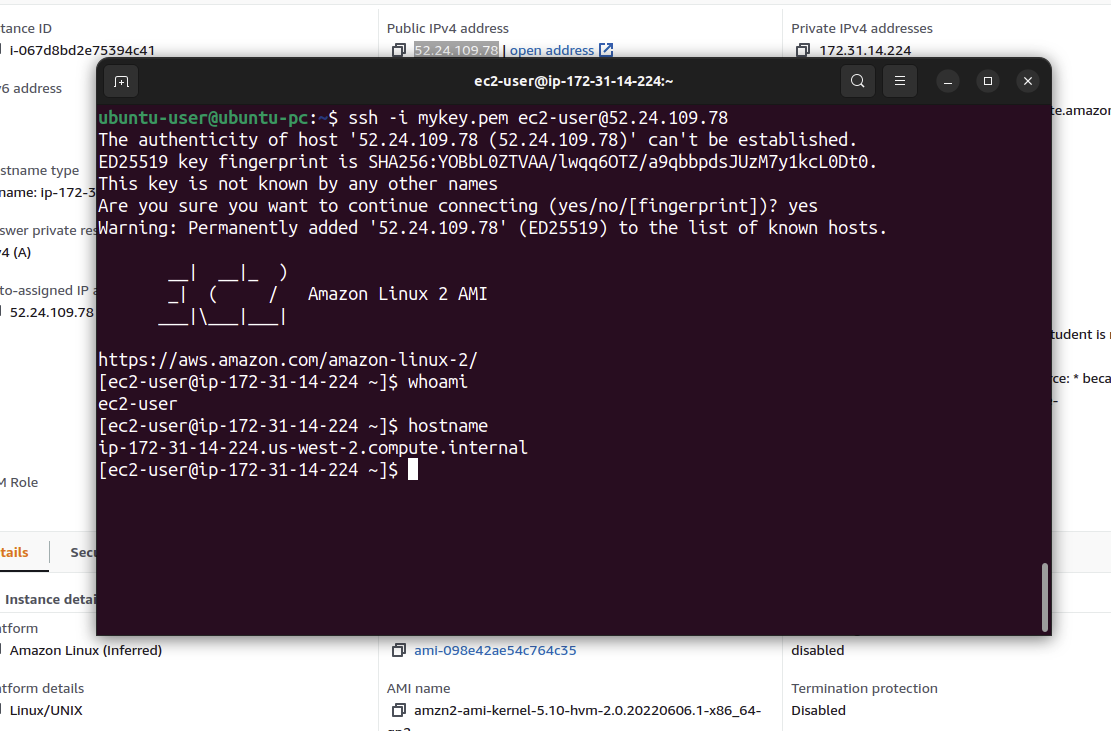 tance ID
Public IPv4 address
Private IPv4 addresses
i-067d8bd2e75394c41
52.24.109.78 | open address
172.31.14.224
v6 address
ec2-user@ip-172-31-14-224:~
te.amazon
ubuntu-user@ubuntu-pc:~$ ssh -i mykey.pem ec2-user@52.24.109.78
The authenticity of host '52.24.109.78 (52.24.109.78)' can't be established.
ED25519 key fingerprint is SHA256:YOBbL0ZTVAA/lwqq6OTZ/a9qbbpdsJUzM7y1kcL0Dt0.
This key is not known by any other names
Are you sure you want to continue connecting (yes/no/[fingerprint])? yes
Warning: Permanently added '52.24.109.78' (ED25519) to the list of known hosts.
       __|  __|_  )
       _|  (     /   Amazon Linux 2 AMI
      ___|\___|___|
https://aws.amazon.com/amazon-linux-2/
[ec2-user@ip-172-31-14-224 ~]$ whoami
ec2-user
[ec2-user@ip-172-31-14-224 ~]$ hostname
ip-172-31-14-224.us-west-2.compute.internal
[ec2-user@ip-172-31-14-224 ~]$
stname type
name: ip-172-3
swer private res
v4 (A)
to-assigned IP a
52.24.109.78
tudent is
rce: * beca
M Role
tails
Secu
Instance detai
tform
Amazon Linux (Inferred)
ami-098e42ae54c764c35
disabled
tform details
AMI name
Termination protection
Linux/UNIX
amzn2-ami-kernel-5.10-hvm-2.0.20220606.1-x86_64-
Disabled